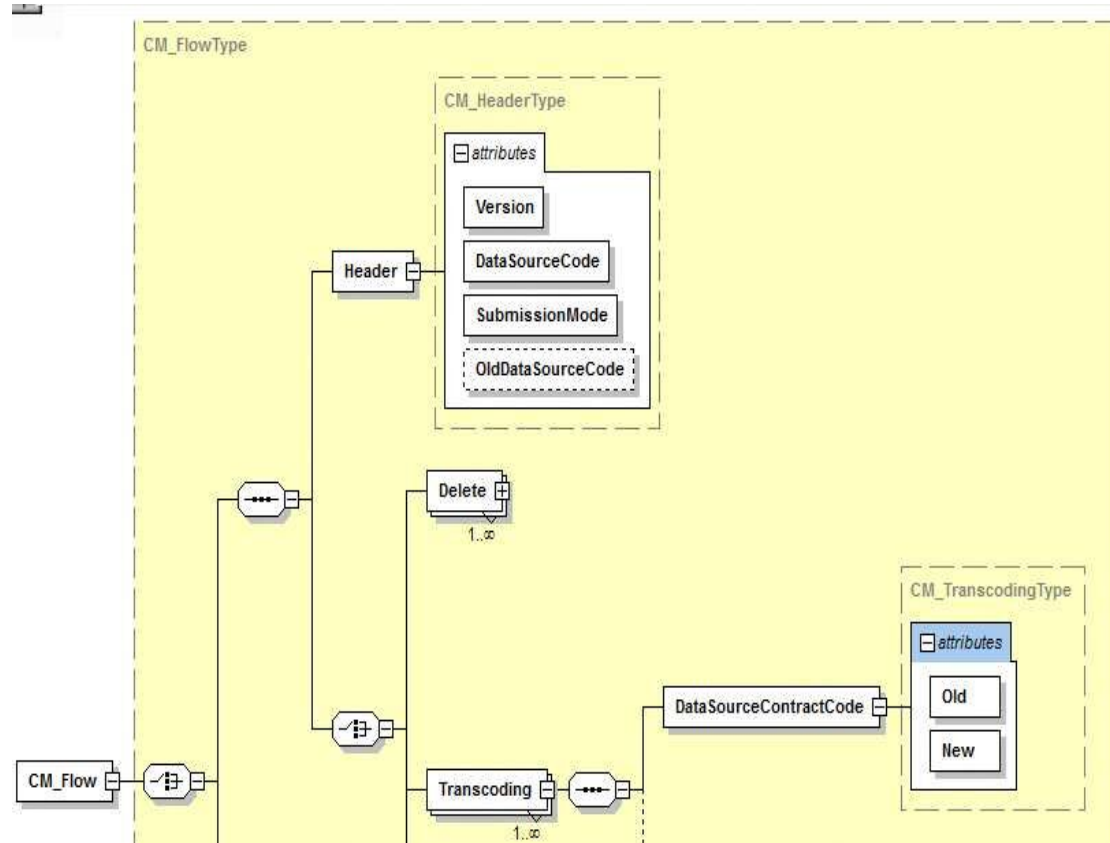 CM_FlowType
CM_HeaderType
attributes
Version
DataSourceCode
Header
SubmissionMode
OldDataSourceCode
Delete
1..∞
CM_TranscodingType
attributes
Old
DataSourceContractCode
New
CM_Flow
Transcoding
1..∞